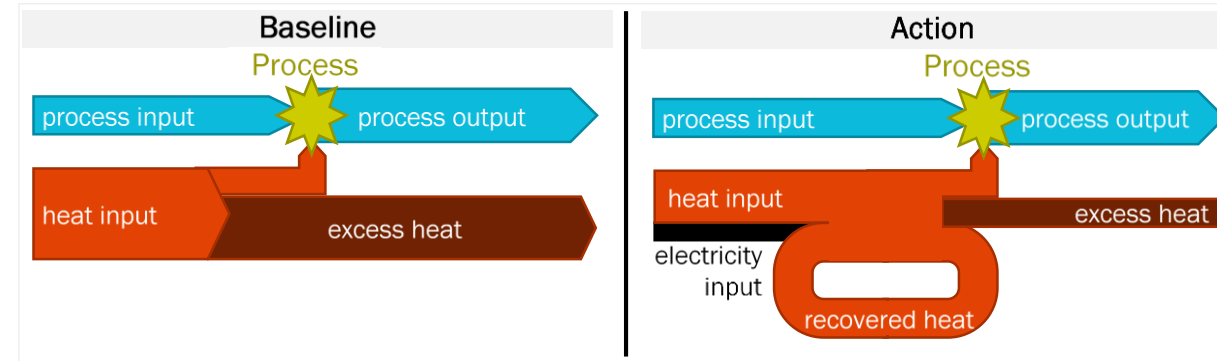 Baseline
Process
process input
process output
heat input
excess heat
Action
Process
process input
process output
heat input
excess heat
electricity
input
recovered heat